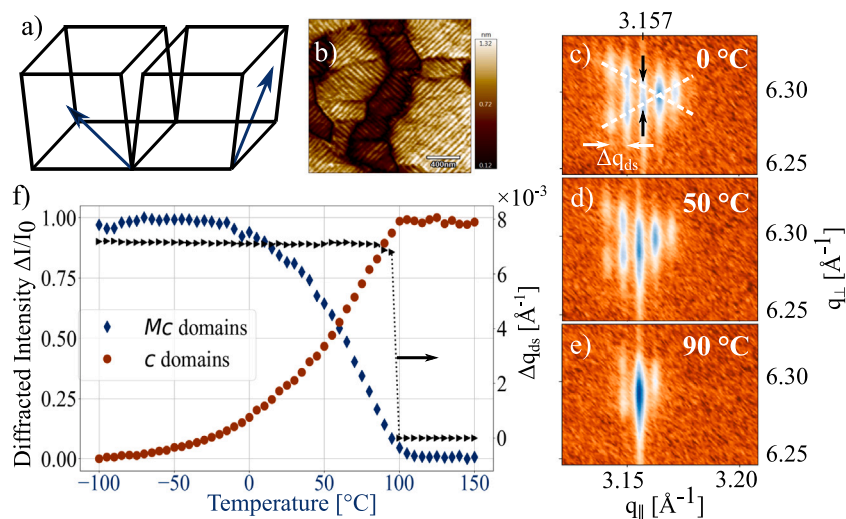 a)
b)
nm
1.32
0.72
0.12
400nm
3.157
c)
0 °C
Δq_ds
6.30
6.25
d)
50 °C
6.30
6.25
q⊥ [Å⁻¹]
e)
90 °C
6.30
6.25
3.15
3.20
q∥ [Å⁻¹]
f)
Diffracted Intensity ΔI/I₀
1.00
0.75
0.50
0.25
0.00
Mc domains
c domains
×10⁻³
8
6
4
2
0
Δq_ds [Å⁻¹]
−100
−50
0
50
100
150
Temperature [°C]